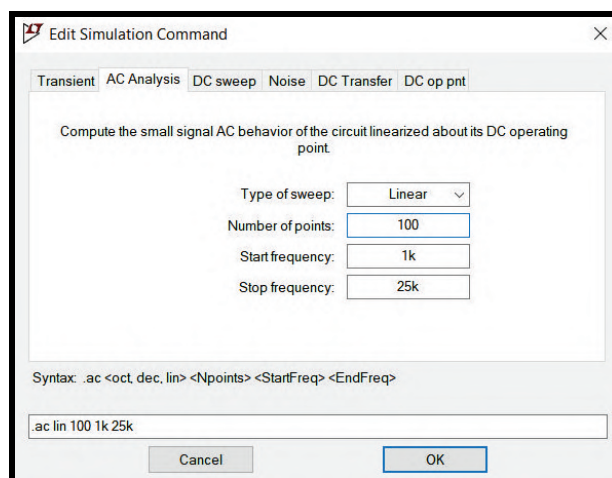 Edit Simulation Command
Transient AC Analysis DC sweep Noise DC Transfer DC op pnt
Compute the small signal AC behavior of the circuit linearized about its DC operating
point.
Type of sweep: Linear
Number of points: 100
Start frequency: 1k
Stop frequency: 25k
Syntax: .ac <oct, dec, lin> <Npoints> <StartFreq> <EndFreq>
.ac lin 100 1k 25k
Cancel OK